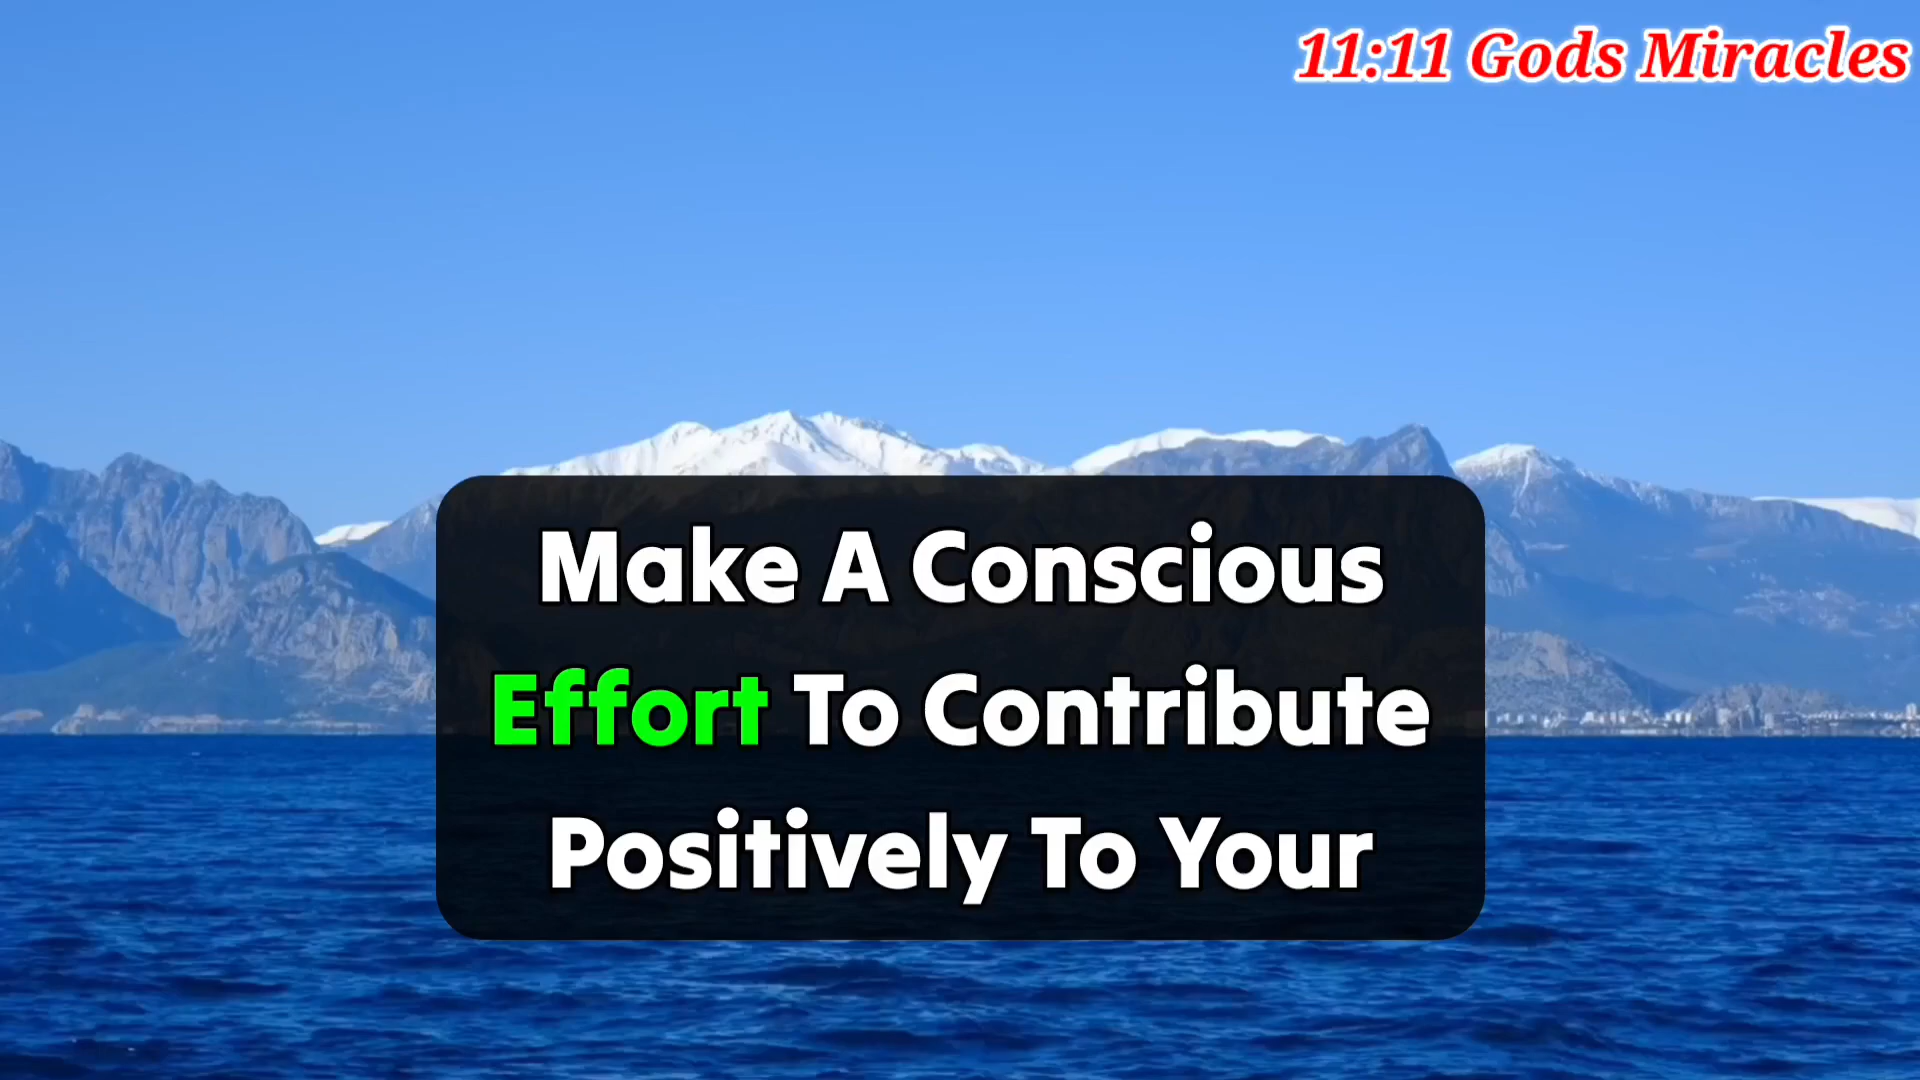 11:11 Gods Miracles
Make A Conscious
Effort To Contribute
Positively To Your